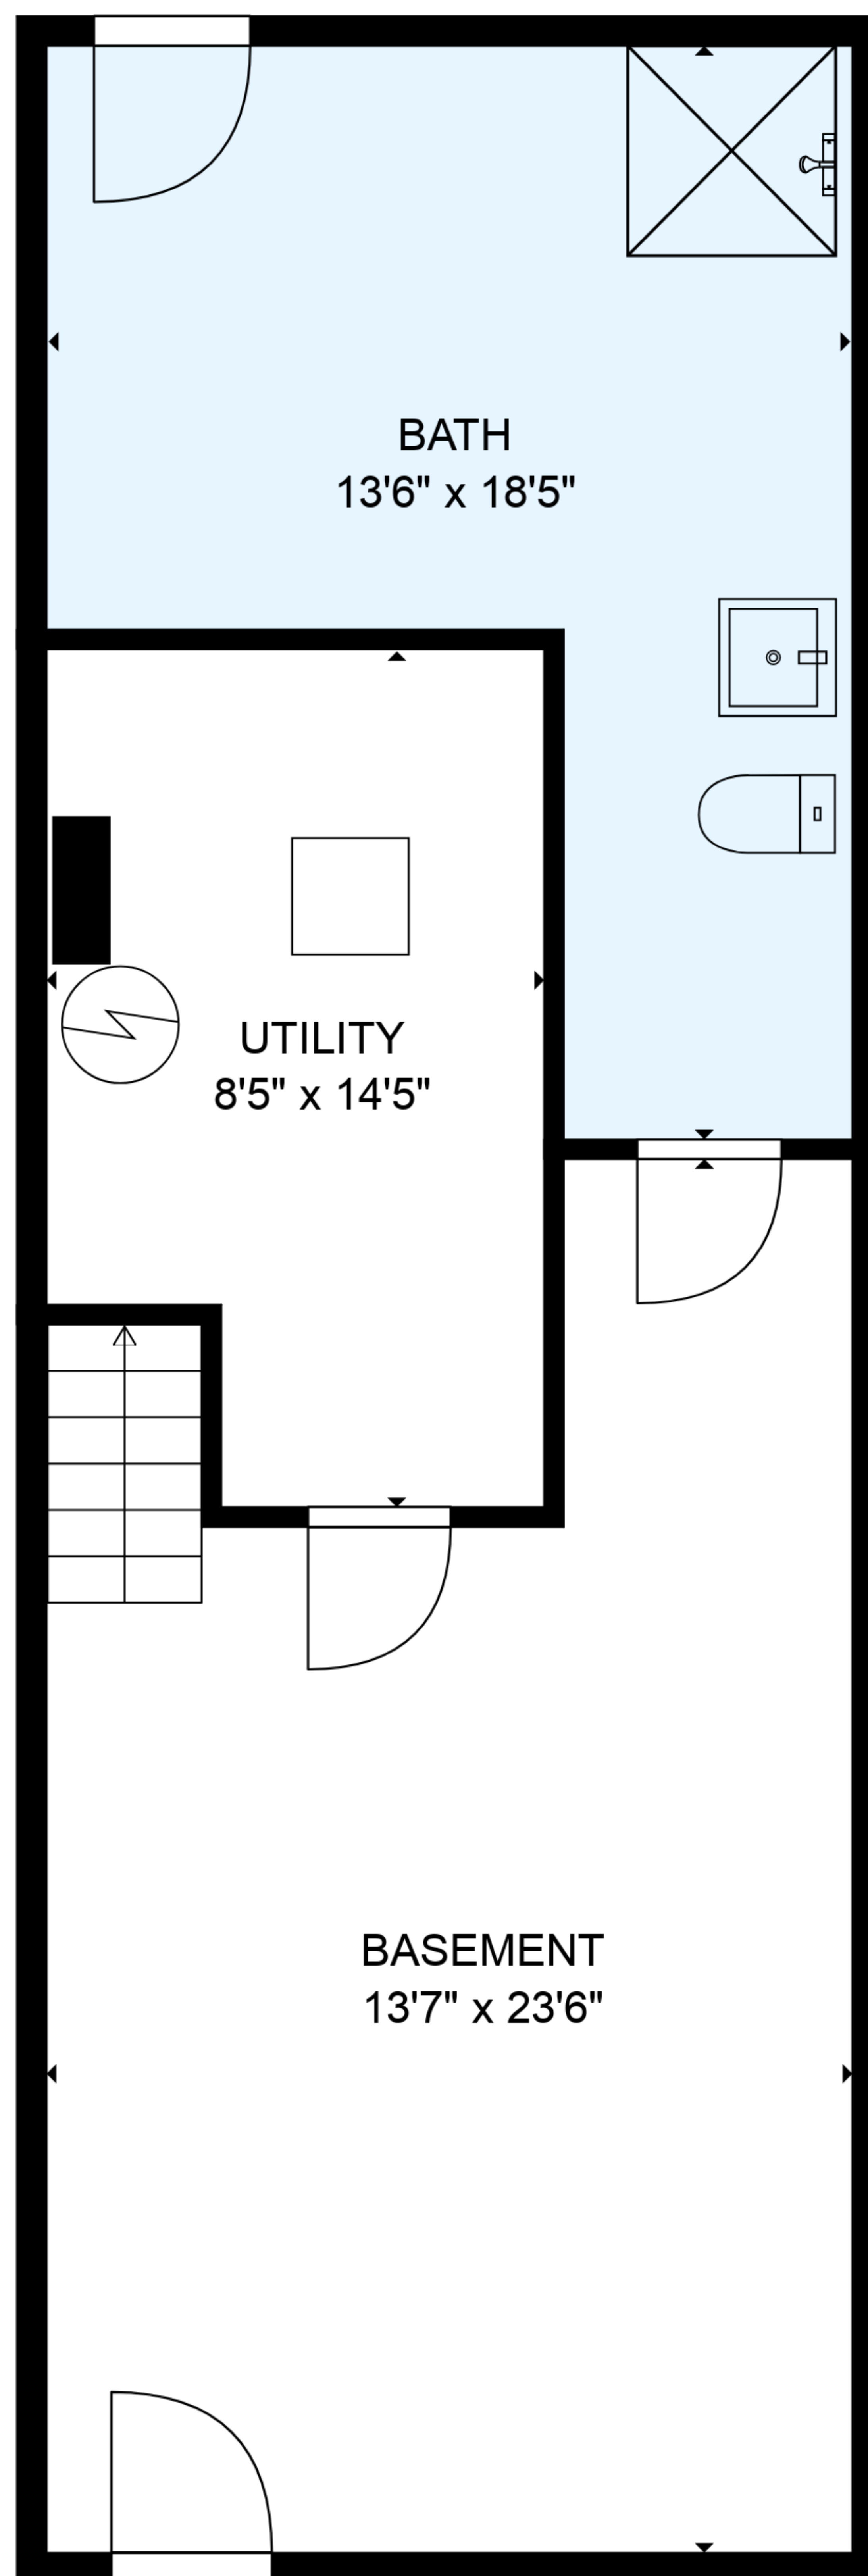 BATH
13'6" x 18'5"
UTILITY
8'5" x 14'5"
BASEMENT
13'7" x 23'6"